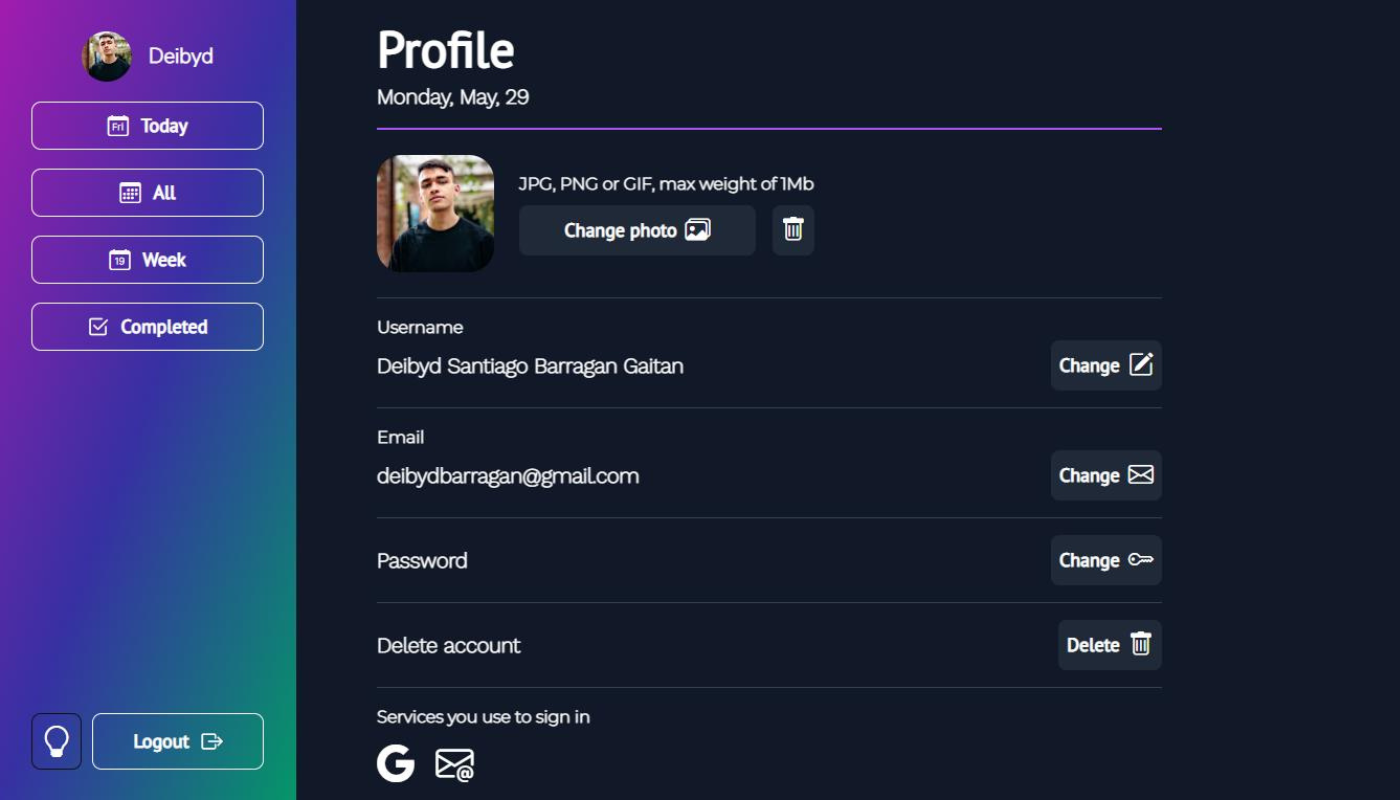 Deibyd
Fri Today
All
19 Week
Completed
Logout
Profile
Monday, May, 29
JPG, PNG or GIF, max weight of 1Mb
Change photo
Username
Deibyd Santiago Barragan Gaitan
Change
Email
deibydbarragan@gmail.com
Change
Password
Change
Delete account
Delete
Services you use to sign in
G
@